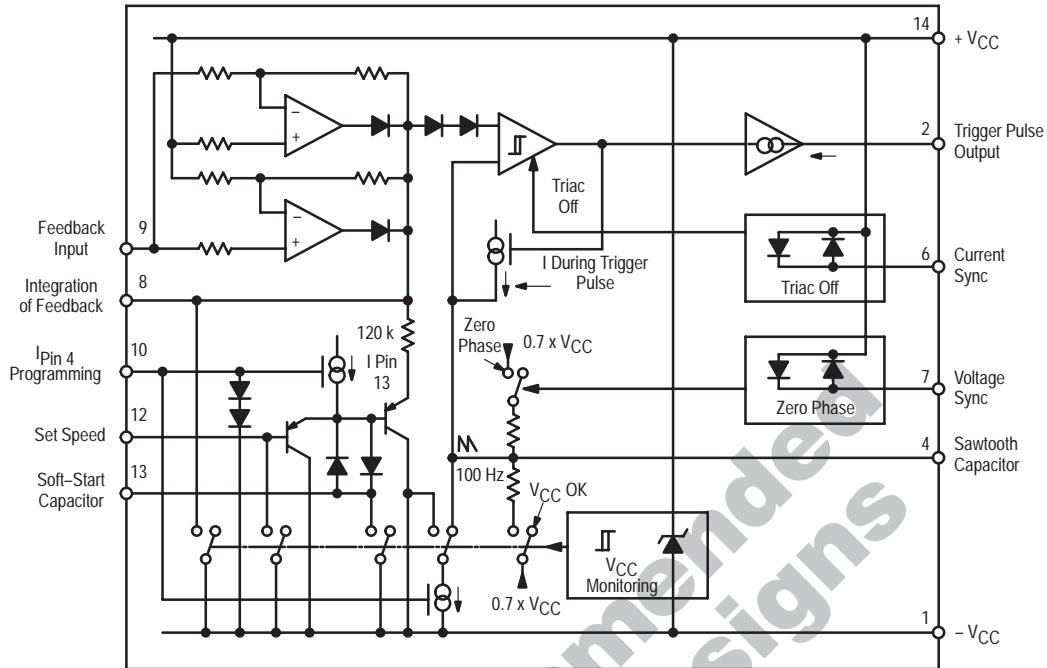 14
+ VCC
−
+
2
Trigger Pulse
Output
Triac
Off
−
+
Feedback
Input
9
I During Trigger
Pulse
6
Current
Sync
Triac Off
Integration
of Feedback
8
120 k
Zero
Phase
0.7 x VCC
IPin 4
Programming
10
I Pin
13
7
Voltage
Sync
Zero Phase
12
Set Speed
4
Sawtooth
Capacitor
13
Soft–Start
Capacitor
100 Hz
VCC OK
VCC
Monitoring
0.7 x VCC
1
– VCC